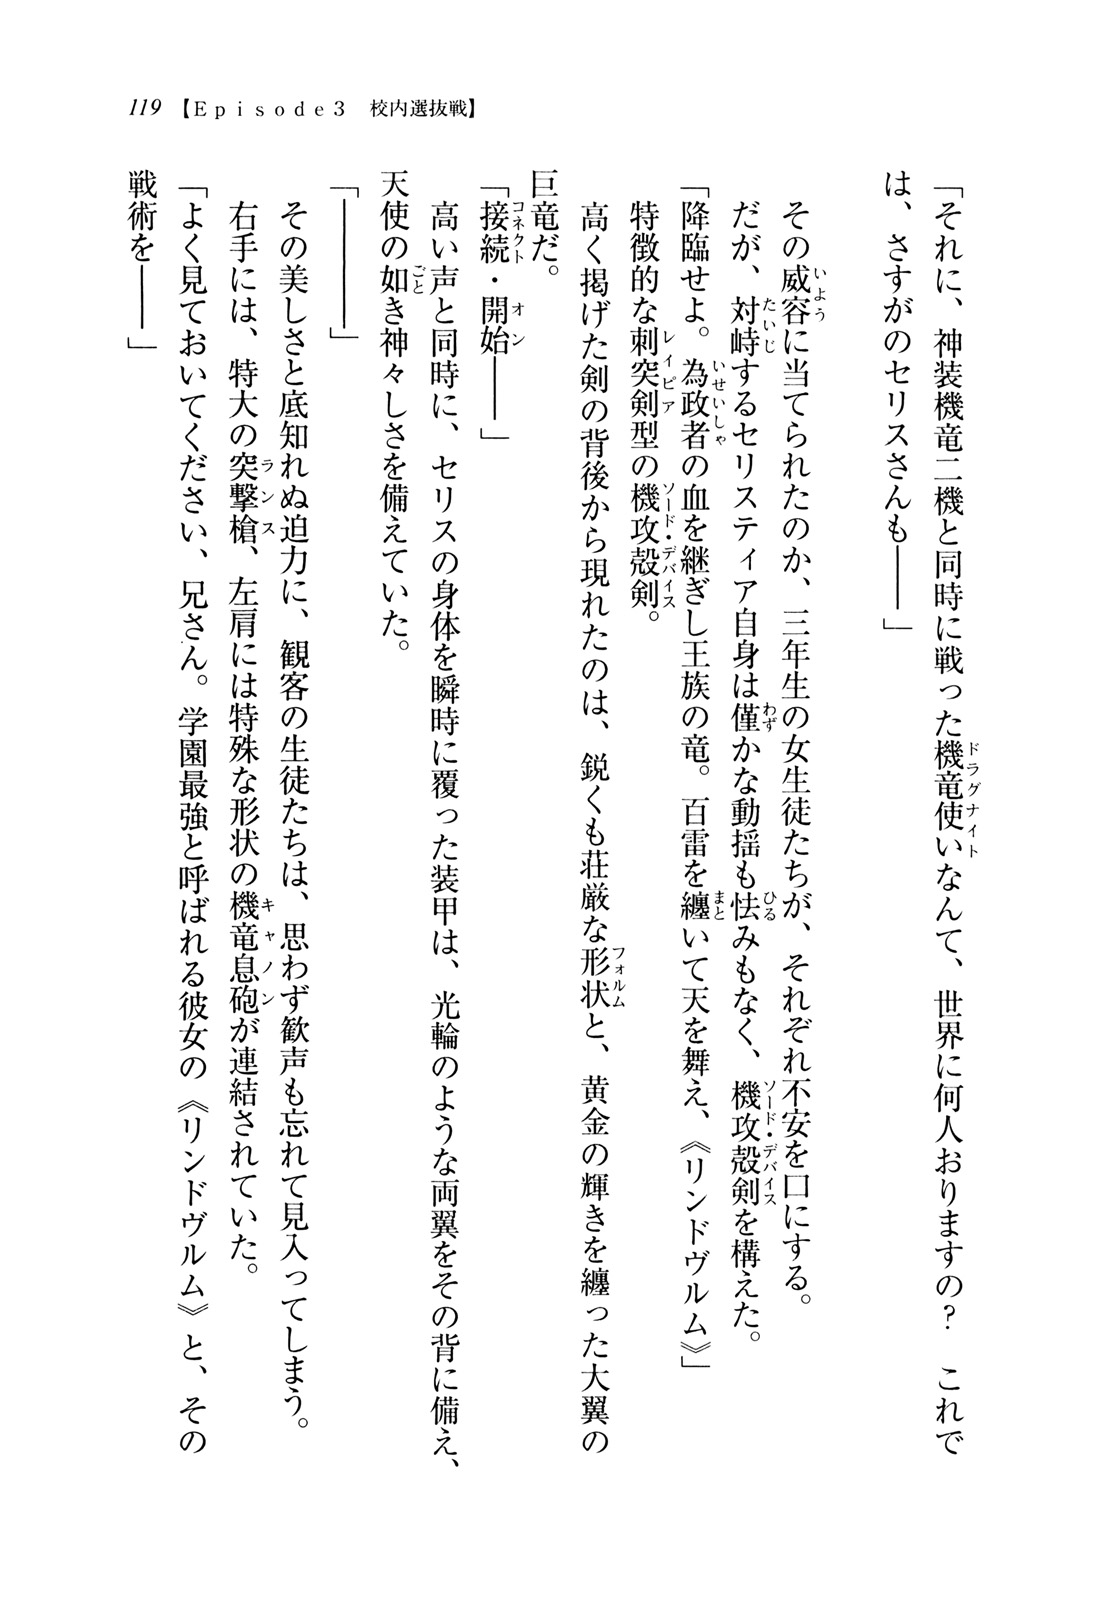 119 【Episode3　校内選抜戦】
「それに、神装機竜二機と同時に戦った機竜使いなんて、世界に何人おりますの？　これで
は、さすがのセリスさんも――」
その威容に当てられたのか、三年生の女生徒たちが、それぞれ不安を口にする。
だが、対峙するセリスティア自身は僅かな動揺も怯みもなく、機攻殻剣を構えた。
「降臨せよ。為政者の血を継ぎし王族の竜。百雷を纏いて天を舞え、《リンドヴルム》」
特徴的な刺突剣型の機攻殻剣。
高く掲げた剣の背後から現れたのは、鋭くも荘厳な形状と、黄金の輝きを纏った大翼の
巨竜だ。
「接続・開始――」
高い声と同時に、セリスの身体を瞬時に覆った装甲は、光輪のような両翼をその背に備え、
天使の如き神々しさを備えていた。
「――――」
その美しさと底知れぬ迫力に、観客の生徒たちは、思わず歓声も忘れて見入ってしまう。
右手には、特大の突撃槍、左肩には特殊な形状の機竜息砲が連結されていた。
「よく見ておいてください、兄さん。学園最強と呼ばれる彼女の《リンドヴルム》と、その
戦術を――」